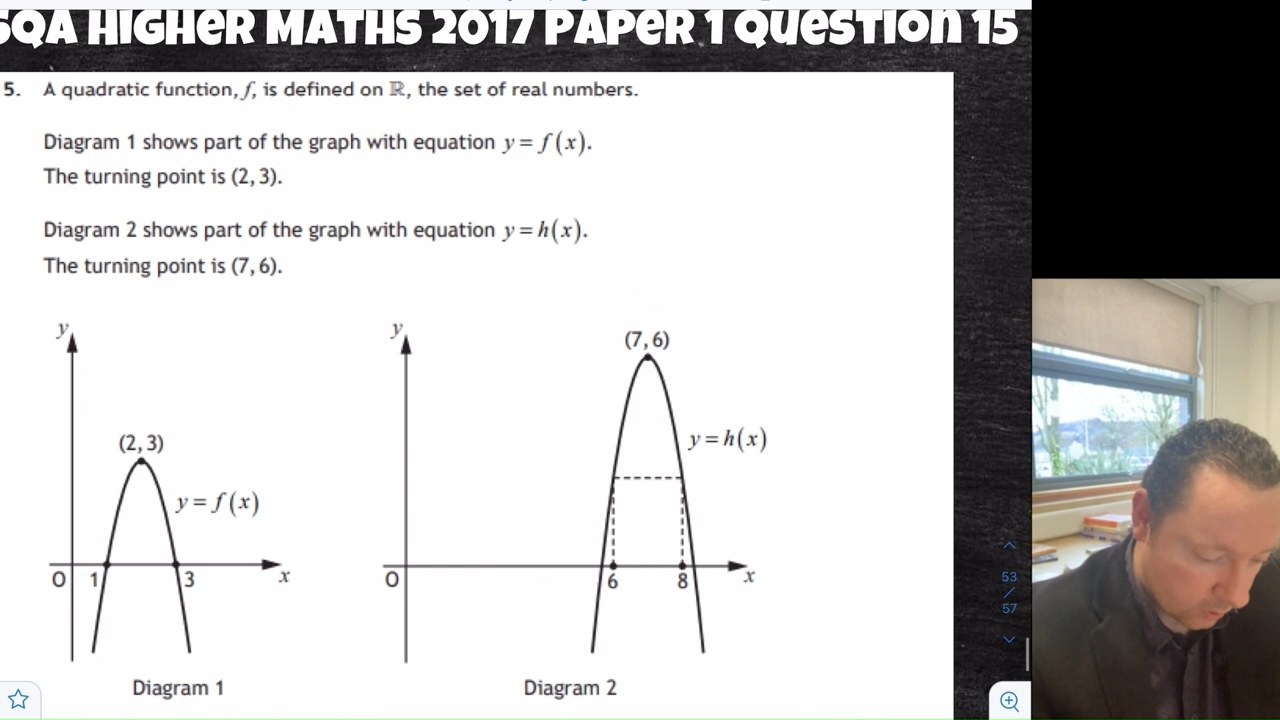 SQA HIGHER MATHS 2017 PAPER 1 QUESTION 15
5. A quadratic function, f, is defined on ℝ, the set of real numbers.
Diagram 1 shows part of the graph with equation y = f(x).
The turning point is (2, 3).
Diagram 2 shows part of the graph with equation y = h(x).
The turning point is (7, 6).
y
(2, 3)
y = f(x)
O 1 3 x
Diagram 1
y
(7, 6)
y = h(x)
O 6 8 x
Diagram 2
53
/
57